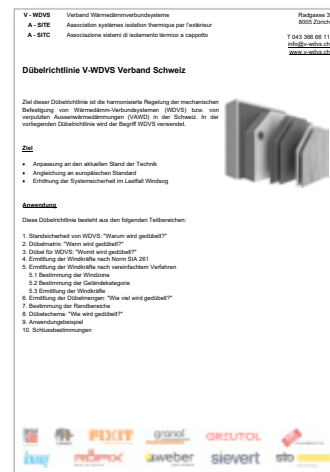 V - WDVS Verband Wärmedämmverbundsysteme Radgasse 3
A - SITE Association systèmes isolation thermique par l'extérieur 8005 Zürich
A - SITC Associazione sistemi di isolamento termico a cappotto T 043 366 66 11
info@v-wdvs.ch
www.v-wdvs.ch
Dübelrichtlinie V-WDVS Verband Schweiz
Ziel dieser Dübelrichtlinie ist die harmonisierte Regelung der mechanischen
Befestigung von Wärmedämm-Verbundsystemen (WDVS) bzw. von
verputzten Aussenwärmedämmungen (VAWD) in der Schweiz. In der
vorliegenden Dübelrichtlinie wird der Begriff WDVS verwendet.
Ziel
• Anpassung an den aktuellen Stand der Technik
• Angleichung an europäischen Standard
• Erhöhung der Systemsicherheit im Lastfall Windsog
Anwendung
Diese Dübelrichtlinie besteht aus den folgenden Teilbereichen:
1. Standsicherheit von WDVS: "Warum wird gedübelt?"
2. Dübelmatrix: "Wann wird gedübelt?"
3. Dübel für WDVS: "Womit wird gedübelt?"
4. Ermittlung der Windkräfte nach Norm SIA 261
5. Ermittlung der Windkräfte nach vereinfachtem Verfahren
5.1 Bestimmung der Windzone
5.2 Bestimmung der Geländekategorie
5.3 Ermittlung der Windkräfte
6. Ermittlung der Dübelmengen: "Wie viel wird gedübelt?"
7. Bestimmung der Randbereiche
8. Dübelschema: "Wie wird gedübelt?"
9. Anwendungsbeispiel
10. Schlussbestimmungen
FIXIT granol GREUTOL
knauf RÖFIX weber sievert sto